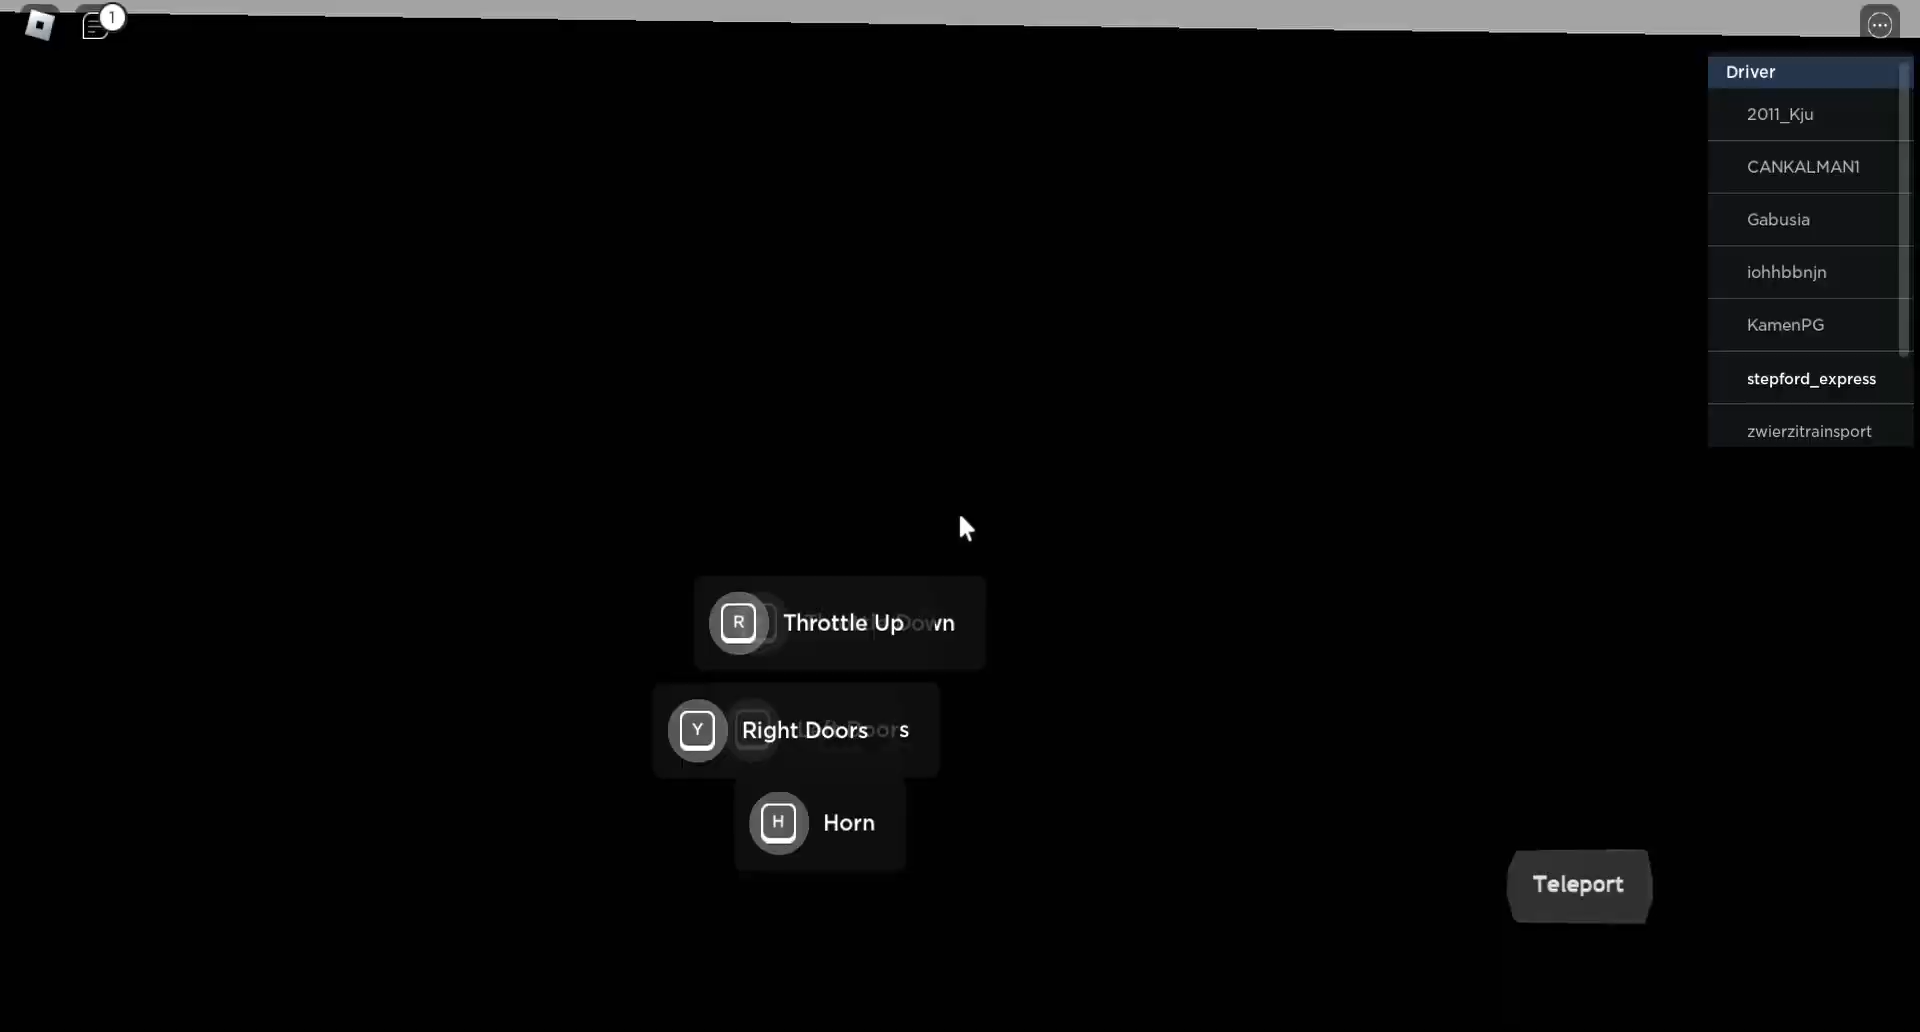 1
Driver
2011_Kju
CANKALMAN1
Gabusia
iohhbbnjn
KamenPG
stepford_express
zwierzitrainsport
R Throttle Up
Y Right Doors
H Horn
Teleport